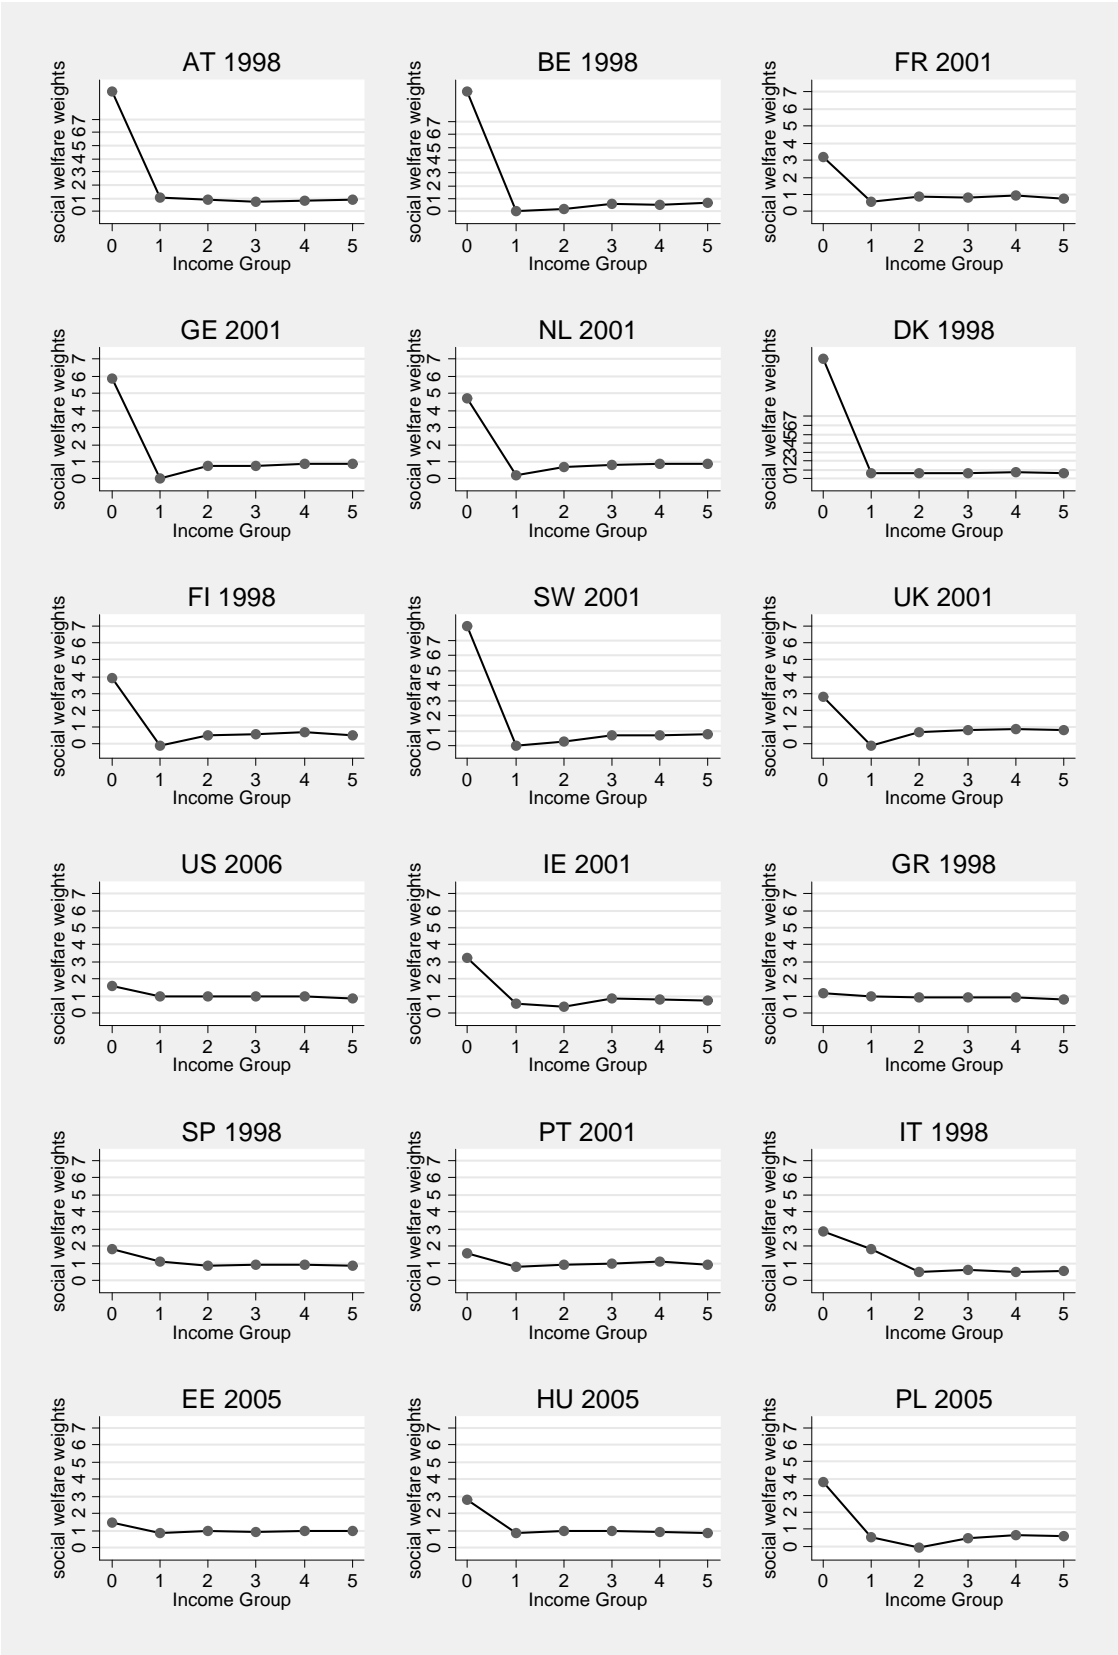 AT 1998
BE 1998
FR 2001
social welfare weights
0 1 2 3 4 5 6 7
social welfare weights
0 1 2 3 4 5 6 7
social welfare weights
0 1 2 3 4 5 6 7
0 1 2 3 4 5
0 1 2 3 4 5
0 1 2 3 4 5
Income Group
Income Group
Income Group
GE 2001
NL 2001
DK 1998
social welfare weights
0 1 2 3 4 5 6 7
social welfare weights
0 1 2 3 4 5 6 7
social welfare weights
0 1 2 3 4 5 6 7
0 1 2 3 4 5
0 1 2 3 4 5
0 1 2 3 4 5
Income Group
Income Group
Income Group
FI 1998
SW 2001
UK 2001
social welfare weights
0 1 2 3 4 5 6 7
social welfare weights
0 1 2 3 4 5 6 7
social welfare weights
0 1 2 3 4 5 6 7
0 1 2 3 4 5
0 1 2 3 4 5
0 1 2 3 4 5
Income Group
Income Group
Income Group
US 2006
IE 2001
GR 1998
social welfare weights
0 1 2 3 4 5 6 7
social welfare weights
0 1 2 3 4 5 6 7
social welfare weights
0 1 2 3 4 5 6 7
0 1 2 3 4 5
0 1 2 3 4 5
0 1 2 3 4 5
Income Group
Income Group
Income Group
SP 1998
PT 2001
IT 1998
social welfare weights
0 1 2 3 4 5 6 7
social welfare weights
0 1 2 3 4 5 6 7
social welfare weights
0 1 2 3 4 5 6 7
0 1 2 3 4 5
0 1 2 3 4 5
0 1 2 3 4 5
Income Group
Income Group
Income Group
EE 2005
HU 2005
PL 2005
social welfare weights
0 1 2 3 4 5 6 7
social welfare weights
0 1 2 3 4 5 6 7
social welfare weights
0 1 2 3 4 5 6 7
0 1 2 3 4 5
0 1 2 3 4 5
0 1 2 3 4 5
Income Group
Income Group
Income Group